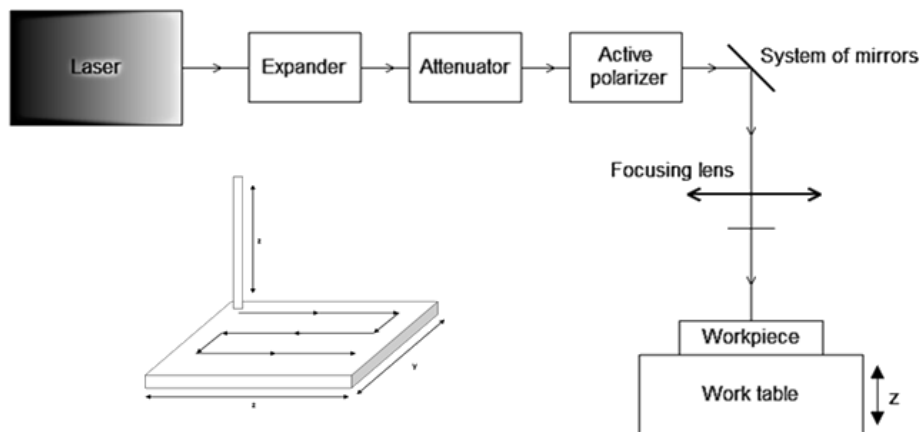 Laser
Expander
Attenuator
Active
polarizer
System of mirrors
Focusing lens
Workpiece
Work table
Z
z
y
z